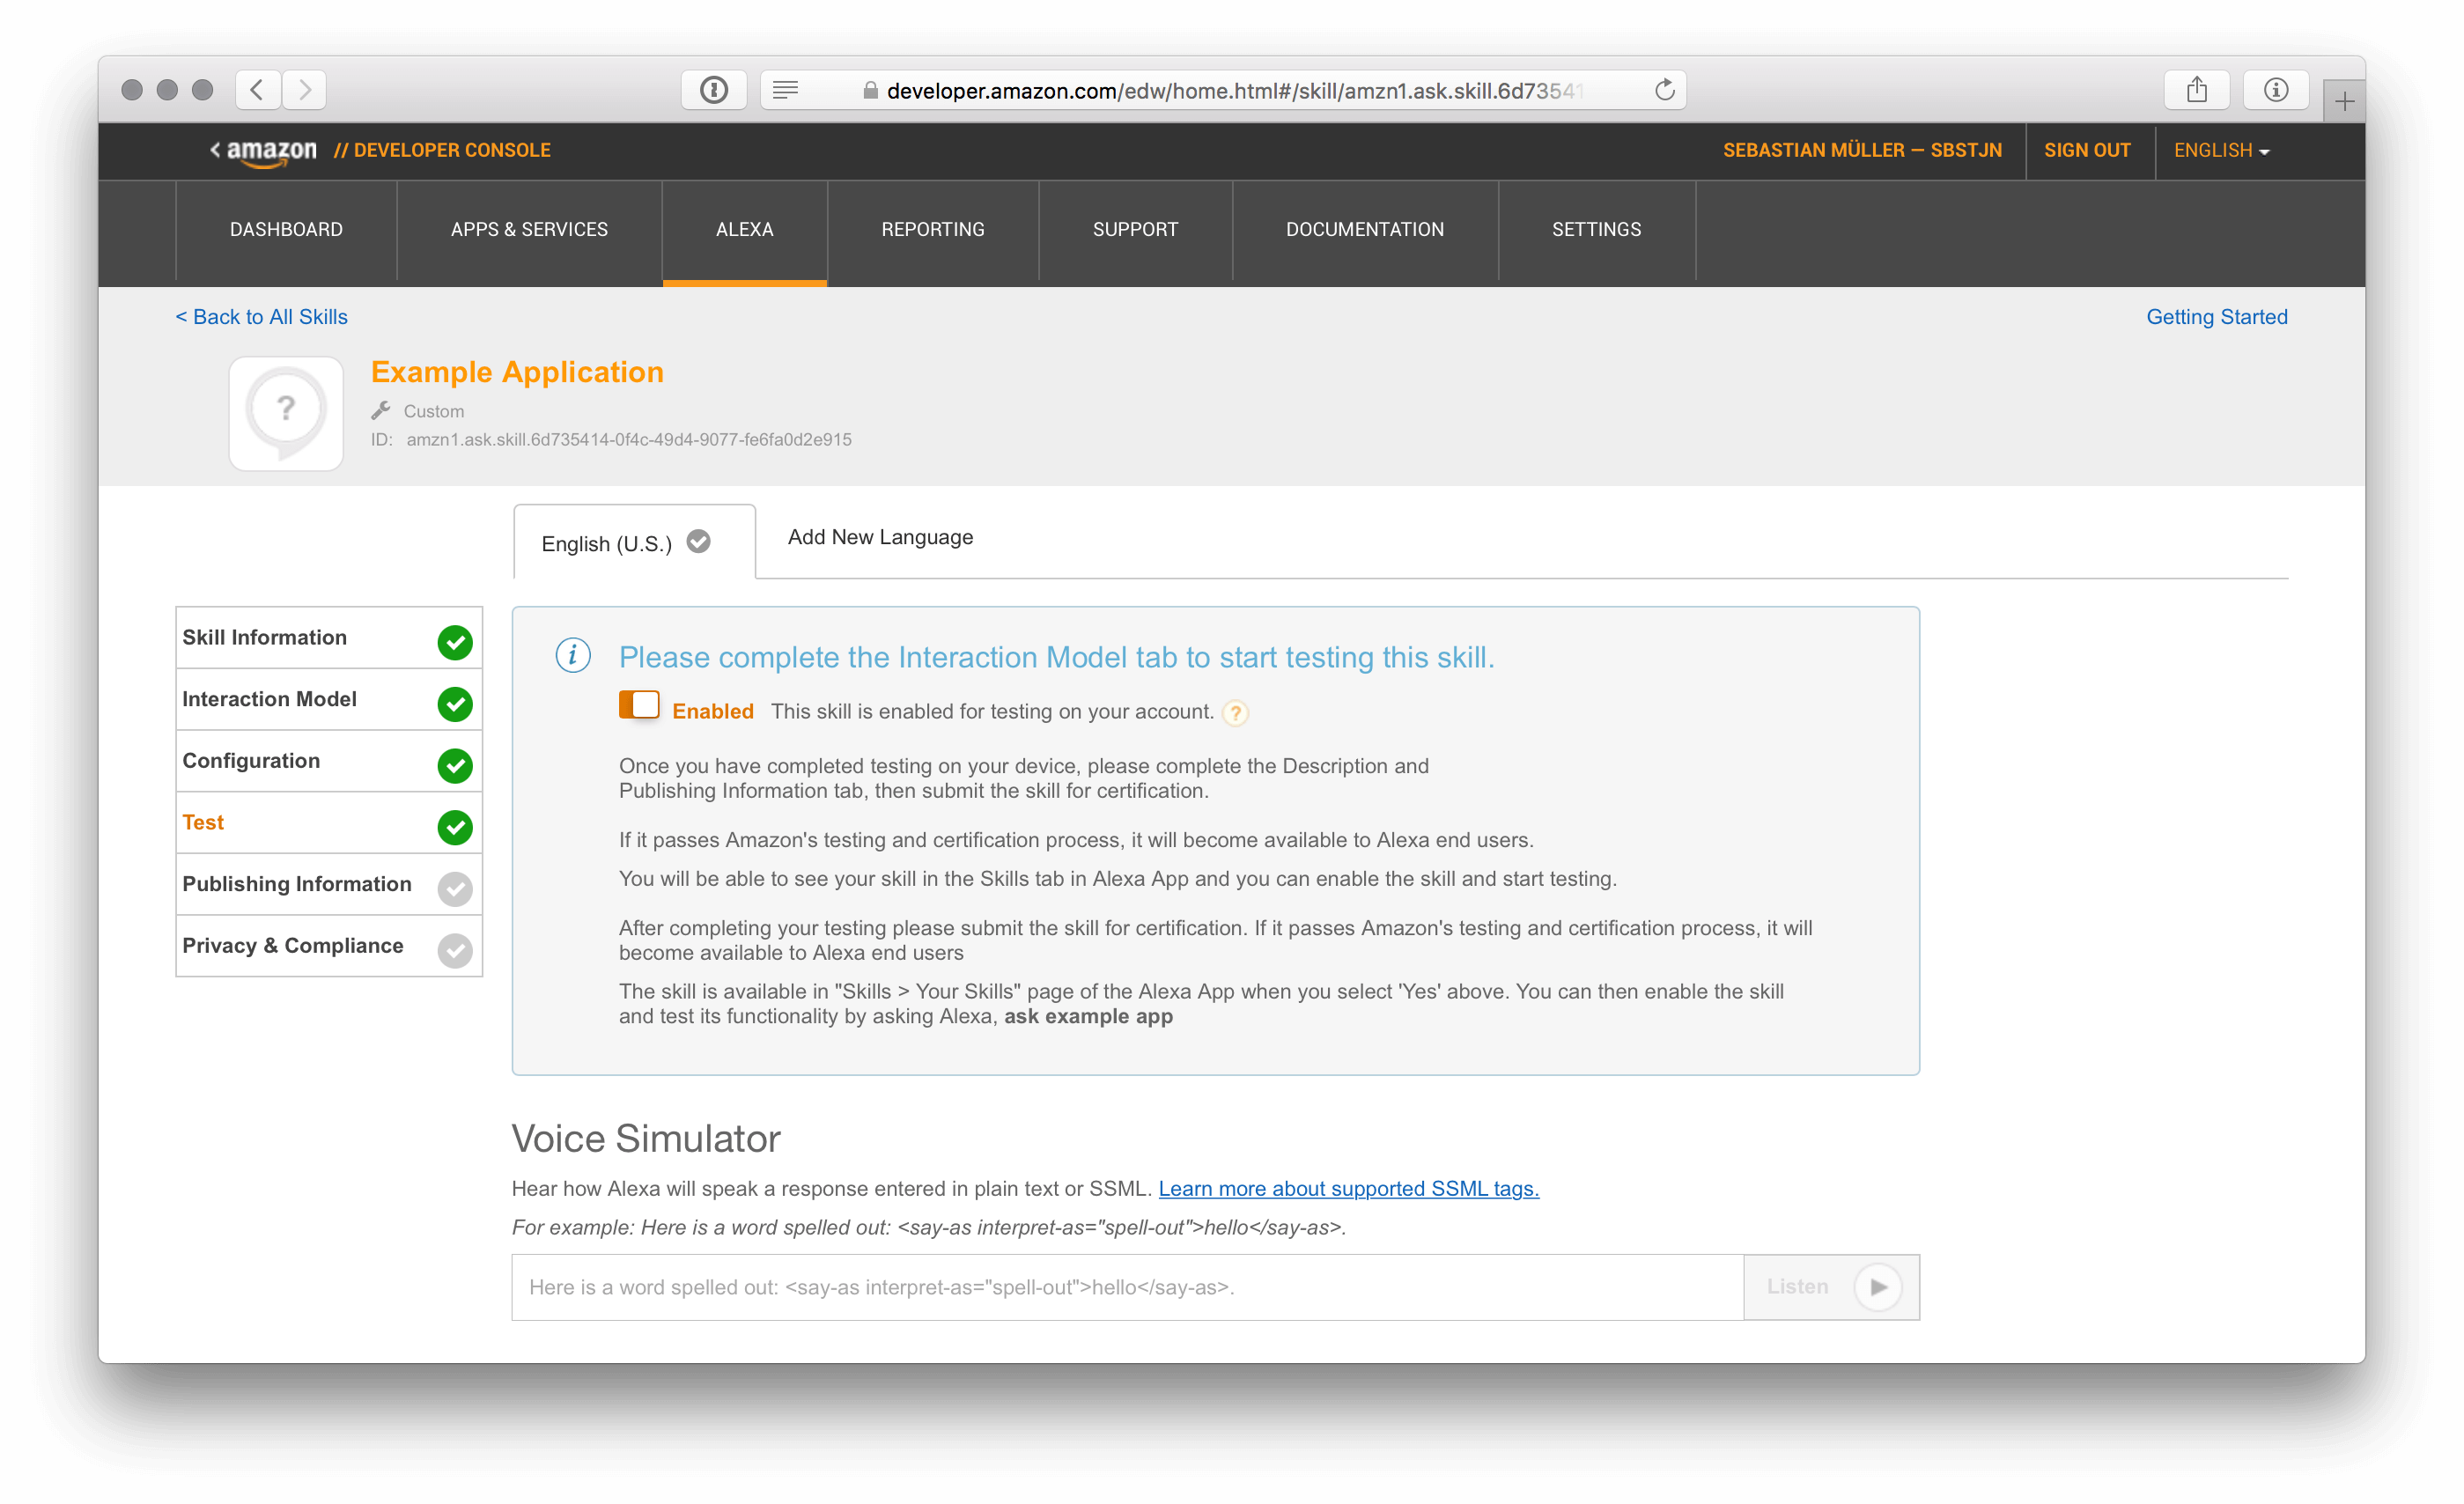 developer.amazon.com/edw/home.html#/skill/amzn1.ask.skill.6d73541
< amazon // DEVELOPER CONSOLE
SEBASTIAN MÜLLER — SBSTJN
SIGN OUT
ENGLISH
DASHBOARD
APPS & SERVICES
ALEXA
REPORTING
SUPPORT
DOCUMENTATION
SETTINGS
< Back to All Skills
Getting Started
?
Example Application
Custom
ID: amzn1.ask.skill.6d735414-0f4c-49d4-9077-fe6fa0d2e915
English (U.S.)
Add New Language
Skill Information
Interaction Model
Configuration
Test
Publishing Information
Privacy & Compliance
i Please complete the Interaction Model tab to start testing this skill.
Enabled This skill is enabled for testing on your account. ?
Once you have completed testing on your device, please complete the Description and
Publishing Information tab, then submit the skill for certification.
If it passes Amazon's testing and certification process, it will become available to Alexa end users.
You will be able to see your skill in the Skills tab in Alexa App and you can enable the skill and start testing.
After completing your testing please submit the skill for certification. If it passes Amazon's testing and certification process, it will
become available to Alexa end users
The skill is available in "Skills > Your Skills" page of the Alexa App when you select 'Yes' above. You can then enable the skill
and test its functionality by asking Alexa, ask example app
Voice Simulator
Hear how Alexa will speak a response entered in plain text or SSML. Learn more about supported SSML tags.
For example: Here is a word spelled out: <say-as interpret-as="spell-out">hello</say-as>.
Here is a word spelled out: <say-as interpret-as="spell-out">hello</say-as>.
Listen